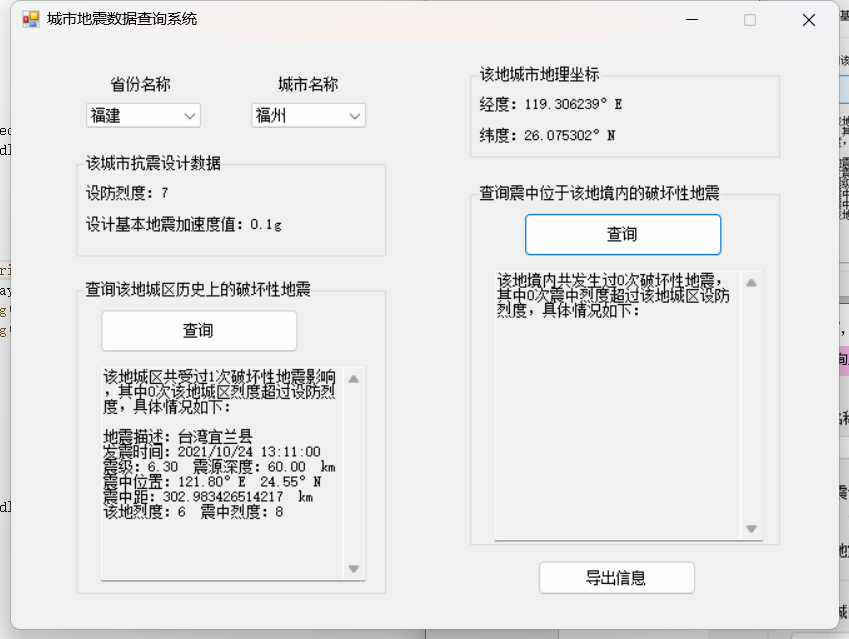 城市地震数据查询系统
省份名称 城市名称
福建 福州
该城市抗震设计数据
设防烈度：7
设计基本地震加速度值：0.1g
查询该地城区历史上的破坏性地震
查询
该地城区共受过1次破坏性地震影响
，其中0次该地城区烈度超过设防烈
度，具体情况如下：
地震描述：台湾宜兰县
发震时间：2021/10/24 13:11:00
震级：6.30 震源深度：60.00 km
震中位置：121.80° E 24.55° N
震中距：302.983426514217 km
该地烈度：6 震中烈度：8
该地城市地理坐标
经度：119.306239° E
纬度：26.075302° N
查询震中位于该地境内的破坏性地震
查询
该地境内共发生过0次破坏性地震，
其中0次震中烈度超过该地城区设防
烈度，具体情况如下：
导出信息